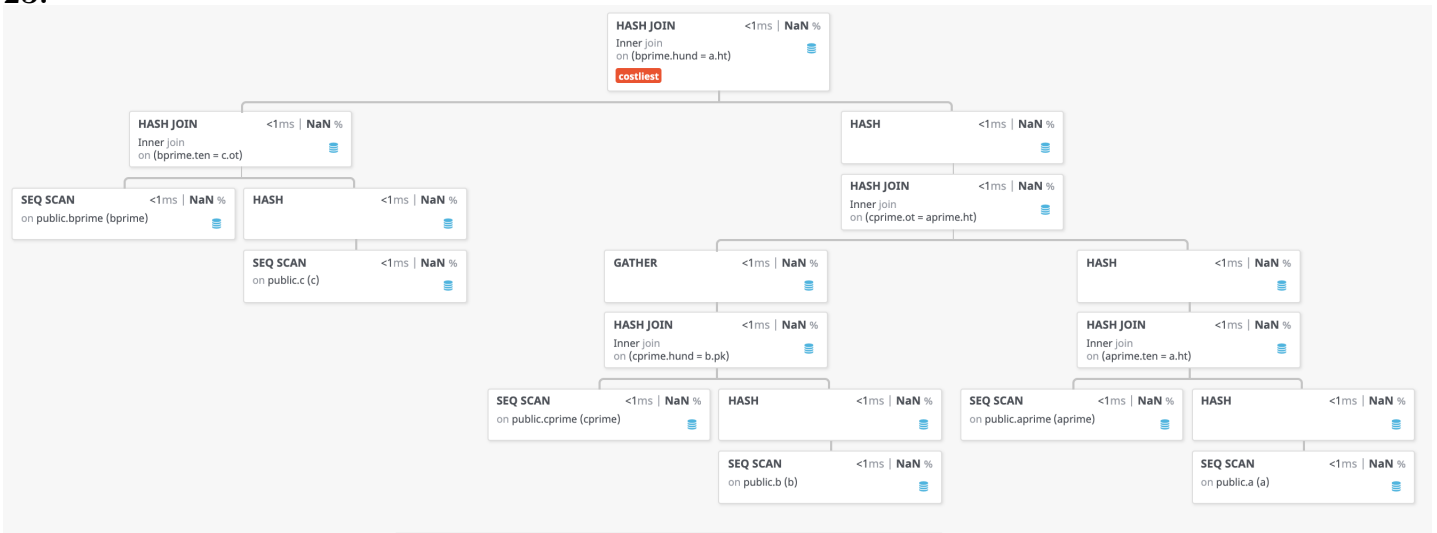 HASH JOIN <1ms | NaN %
Inner join
on (bprime.hund = a.ht)
costliest
HASH JOIN <1ms | NaN %
Inner join
on (bprime.ten = c.ot)
HASH <1ms | NaN %
HASH JOIN <1ms | NaN %
Inner join
on (cprime.ot = aprime.ht)
SEQ SCAN <1ms | NaN %
on public.bprime (bprime)
HASH <1ms | NaN %
SEQ SCAN <1ms | NaN %
on public.c (c)
GATHER <1ms | NaN %
HASH <1ms | NaN %
HASH JOIN <1ms | NaN %
Inner join
on (cprime.hund = b.pk)
HASH JOIN <1ms | NaN %
Inner join
on (aprime.ten = a.ht)
SEQ SCAN <1ms | NaN %
on public.cprime (cprime)
HASH <1ms | NaN %
SEQ SCAN <1ms | NaN %
on public.aprime (aprime)
HASH <1ms | NaN %
SEQ SCAN <1ms | NaN %
on public.b (b)
SEQ SCAN <1ms | NaN %
on public.a (a)